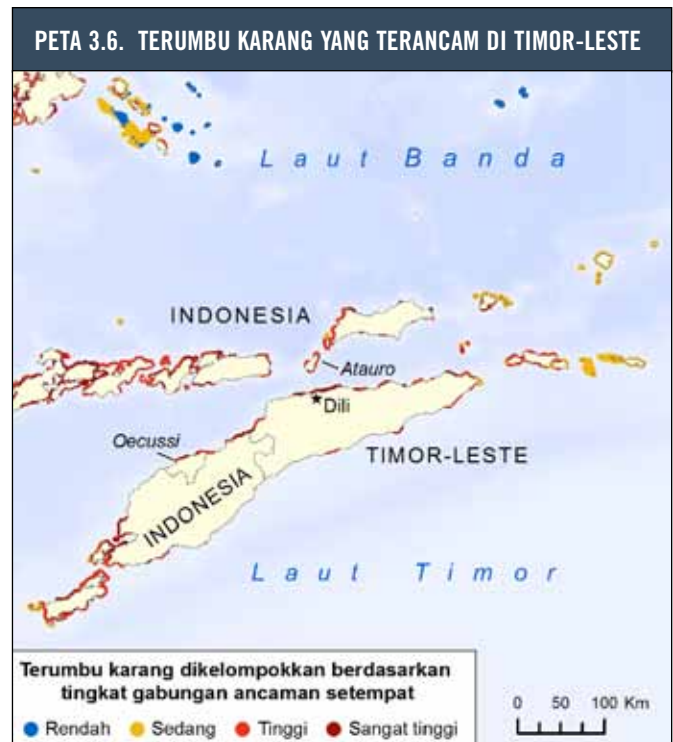 PETA 3.6. TERUMBU KARANG YANG TERANCAM DI TIMOR-LESTE
Laut Banda
INDONESIA
Atauro
Dili
Oecussi
TIMOR-LESTE
INDONESIA
Laut Timor
Terumbu karang dikelompokkan berdasarkan
tingkat gabungan ancaman setempat
Rendah Sedang Tinggi Sangat tinggi
0 50 100 Km